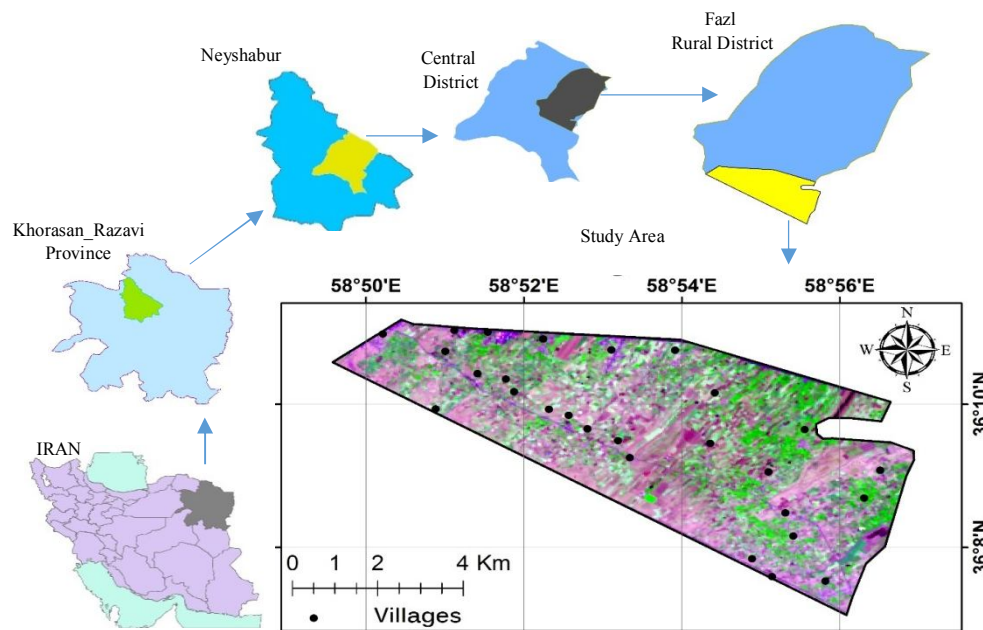 Fazl
Rural District
Neyshabur
Central
District
Khorasan_Razavi
Province
Study Area
58°50'E 58°52'E 58°54'E 58°56'E
N
W E
S
36°10'N
36°8'N
IRAN
0 1 2 4 Km
Villages